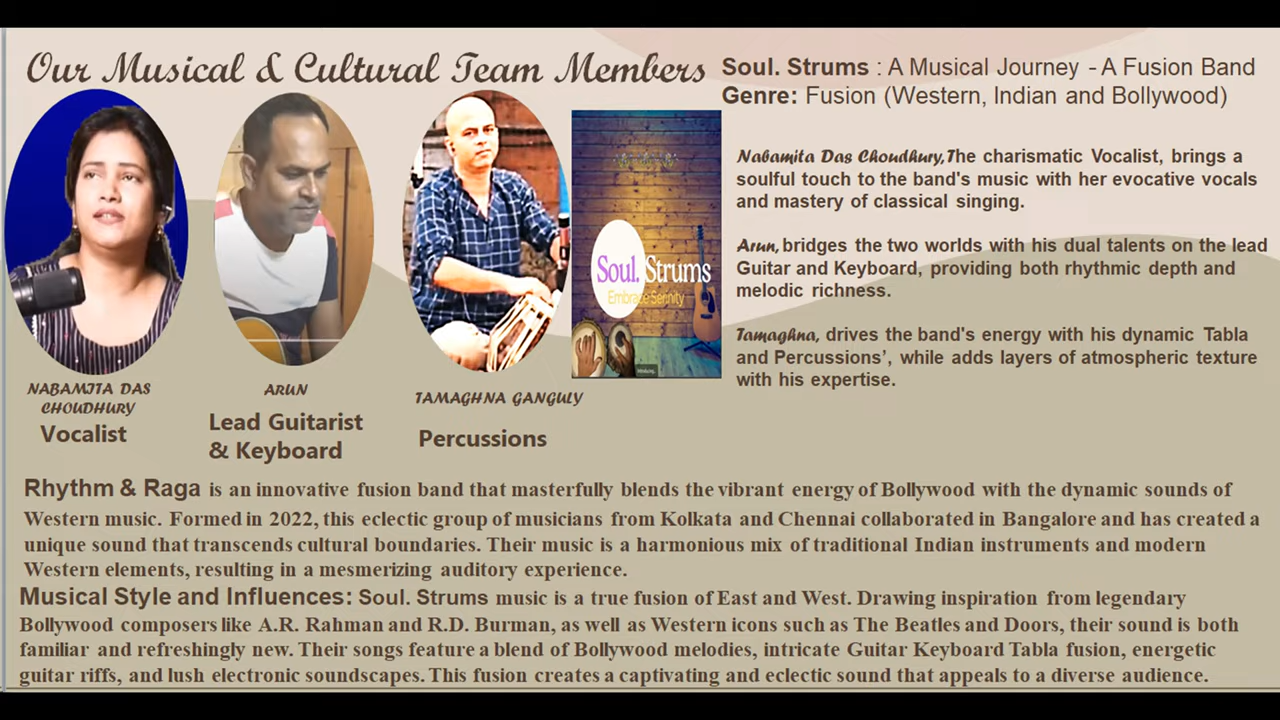 Our Musical & Cultural Team Members
Soul. Strums : A Musical Journey - A Fusion Band
Genre: Fusion (Western, Indian and Bollywood)
Nabamita Das Choudhury, The charismatic Vocalist, brings a
soulful touch to the band's music with her evocative vocals
and mastery of classical singing.
Arun, bridges the two worlds with his dual talents on the lead
Guitar and Keyboard, providing both rhythmic depth and
melodic richness.
Tamaghna, drives the band's energy with his dynamic Tabla
and Percussions', while adds layers of atmospheric texture
with his expertise.
Soul. Strums
Embrace Serinity
NABAMITA DAS
CHOUDHURY
Vocalist
ARUN
Lead Guitarist
& Keyboard
TAMAGHNA GANGULY
Percussions
Rhythm & Raga is an innovative fusion band that masterfully blends the vibrant energy of Bollywood with the dynamic sounds of
Western music. Formed in 2022, this eclectic group of musicians from Kolkata and Chennai collaborated in Bangalore and has created a
unique sound that transcends cultural boundaries. Their music is a harmonious mix of traditional Indian instruments and modern
Western elements, resulting in a mesmerizing auditory experience.
Musical Style and Influences: Soul. Strums music is a true fusion of East and West. Drawing inspiration from legendary
Bollywood composers like A.R. Rahman and R.D. Burman, as well as Western icons such as The Beatles and Doors, their sound is both
familiar and refreshingly new. Their songs feature a blend of Bollywood melodies, intricate Guitar Keyboard Tabla fusion, energetic
guitar riffs, and lush electronic soundscapes. This fusion creates a captivating and eclectic sound that appeals to a diverse audience.